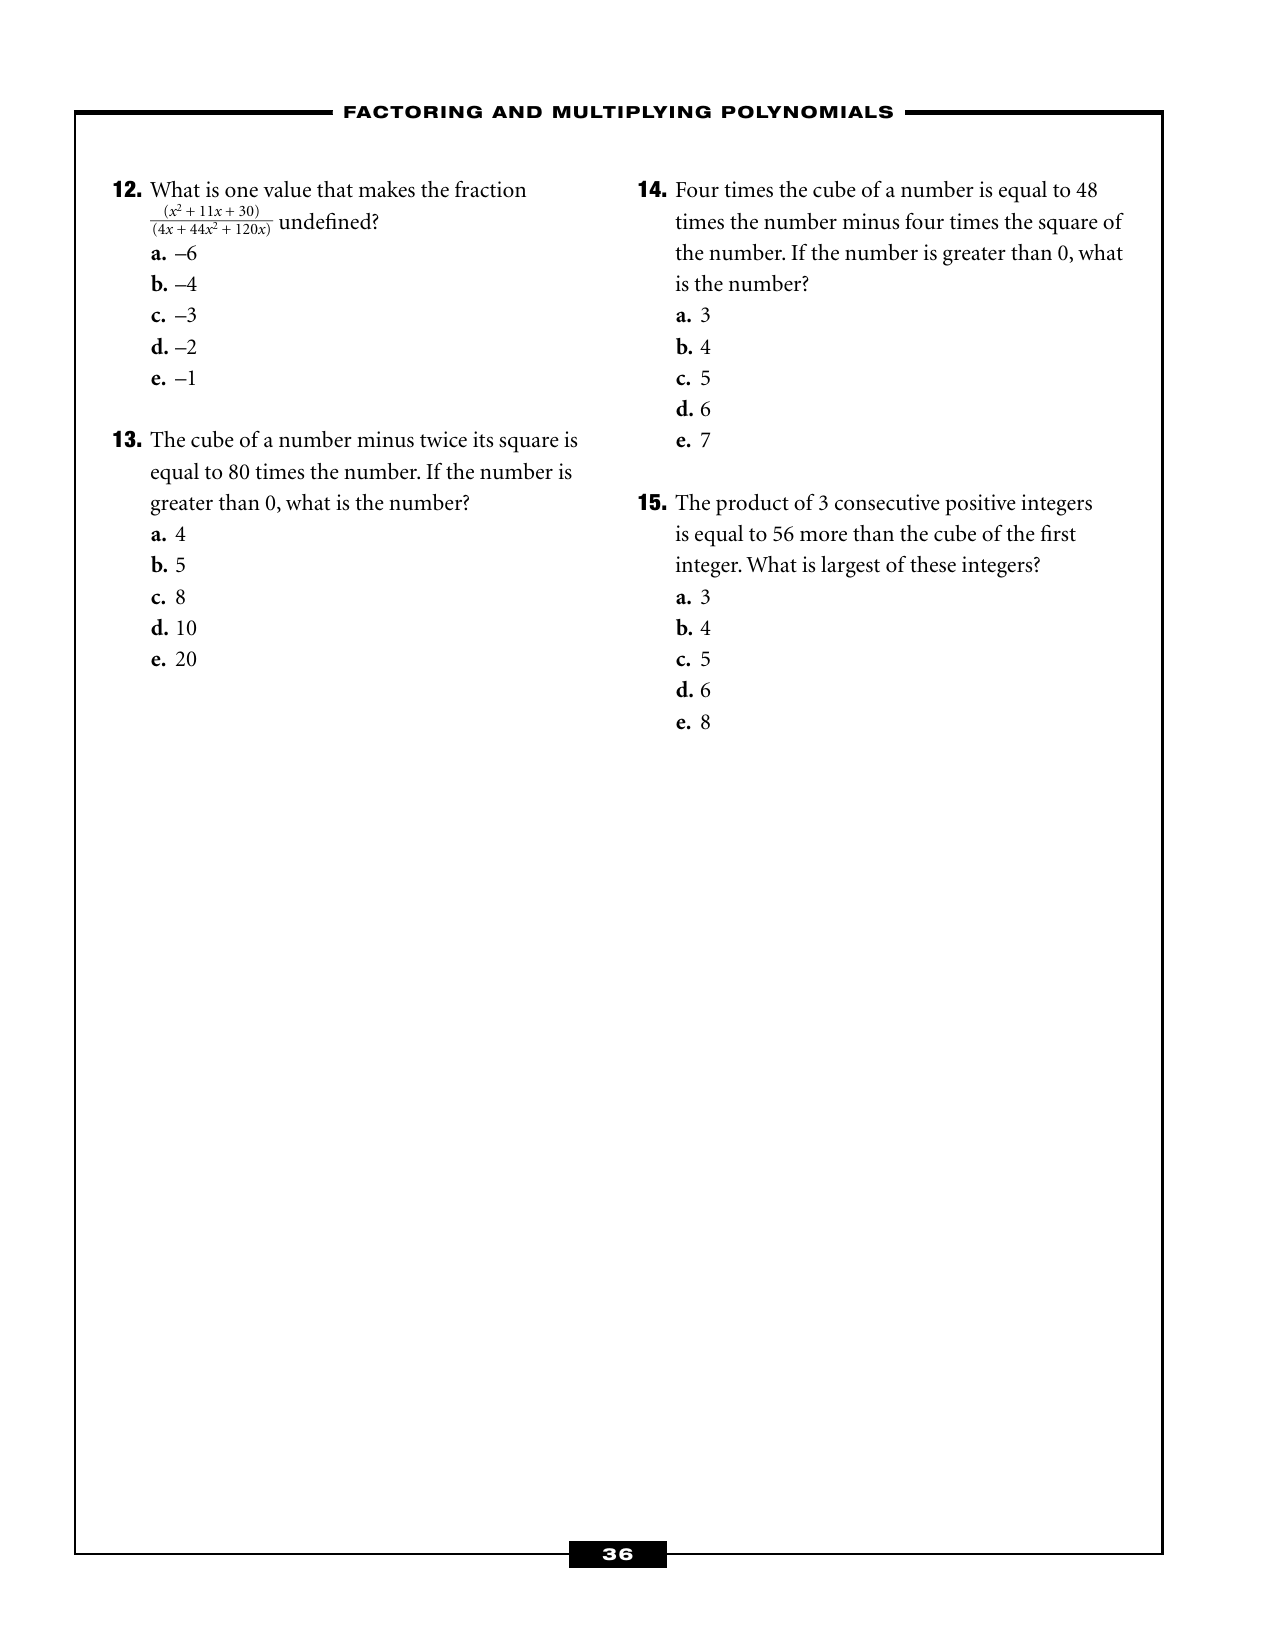 FACTORING AND MULTIPLYING POLYNOMIALS
12. What is one value that makes the fraction
(x² + 11x + 30)
(4x + 44x² + 120x) undefined?
a. –6
b. –4
c. –3
d. –2
e. –1
13. The cube of a number minus twice its square is
equal to 80 times the number. If the number is
greater than 0, what is the number?
a. 4
b. 5
c. 8
d. 10
e. 20
14. Four times the cube of a number is equal to 48
times the number minus four times the square of
the number. If the number is greater than 0, what
is the number?
a. 3
b. 4
c. 5
d. 6
e. 7
15. The product of 3 consecutive positive integers
is equal to 56 more than the cube of the first
integer. What is largest of these integers?
a. 3
b. 4
c. 5
d. 6
e. 8
36